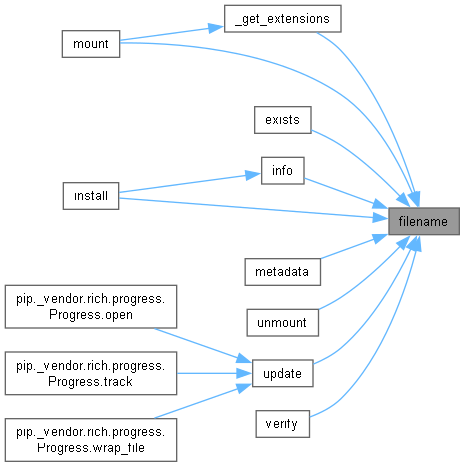 _get_extensions
mount
exists
info
install
filename
metadata
pip._vendor.rich.progress.
Progress.open
unmount
pip._vendor.rich.progress.
Progress.track
update
verify
pip._vendor.rich.progress.
Progress.wrap_file